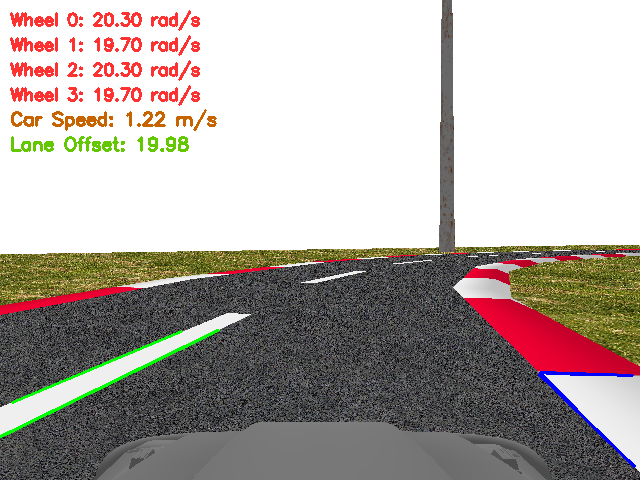 Wheel 0: 20.30 rad/s
Wheel 1: 19.70 rad/s
Wheel 2: 20.30 rad/s
Wheel 3: 19.70 rad/s
Car Speed: 1.22 m/s
Lane Offset: 19.98